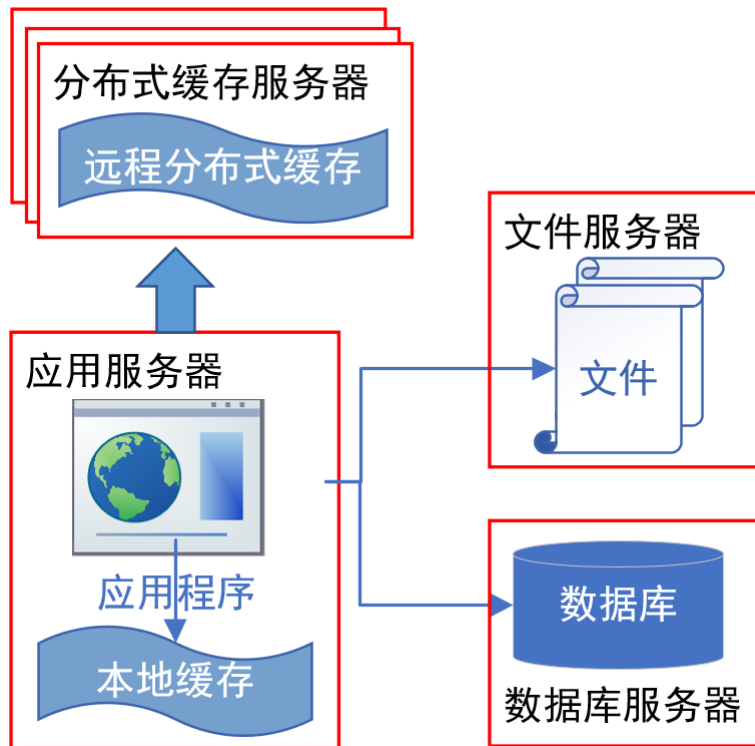 分布式缓存服务器
远程分布式缓存
文件服务器
文件
应用服务器
应用程序
本地缓存
数据库
数据库服务器